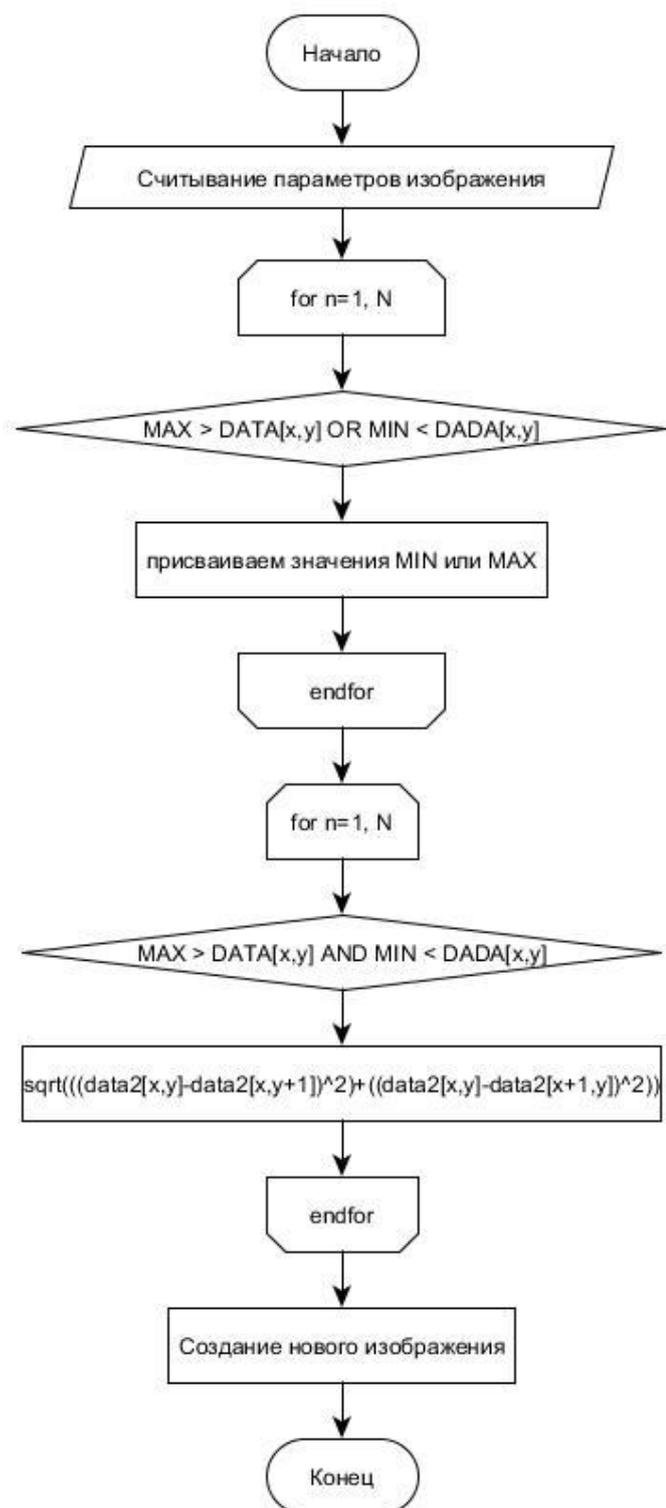 Начало
Считывание параметров изображения
for n=1, N
MAX > DATA[x,y] OR MIN < DADA[x,y]
присваиваем значения MIN или MAX
endfor
for n=1, N
MAX > DATA[x,y] AND MIN < DADA[x,y]
sqrt(((data2[x,y]-data2[x,y+1])^2)+((data2[x,y]-data2[x+1,y])^2))
endfor
Создание нового изображения
Конец